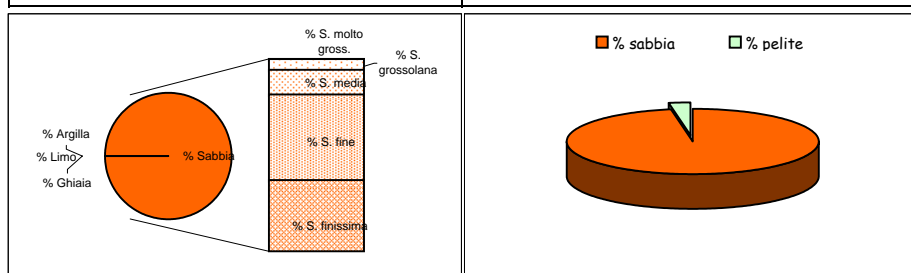 % S. molto
gross.
% S.
grossolana
% S. media
% Argilla
% Limo
% Ghiaia
% Sabbia
% S. fine
% S. finissima
% sabbia
% pelite